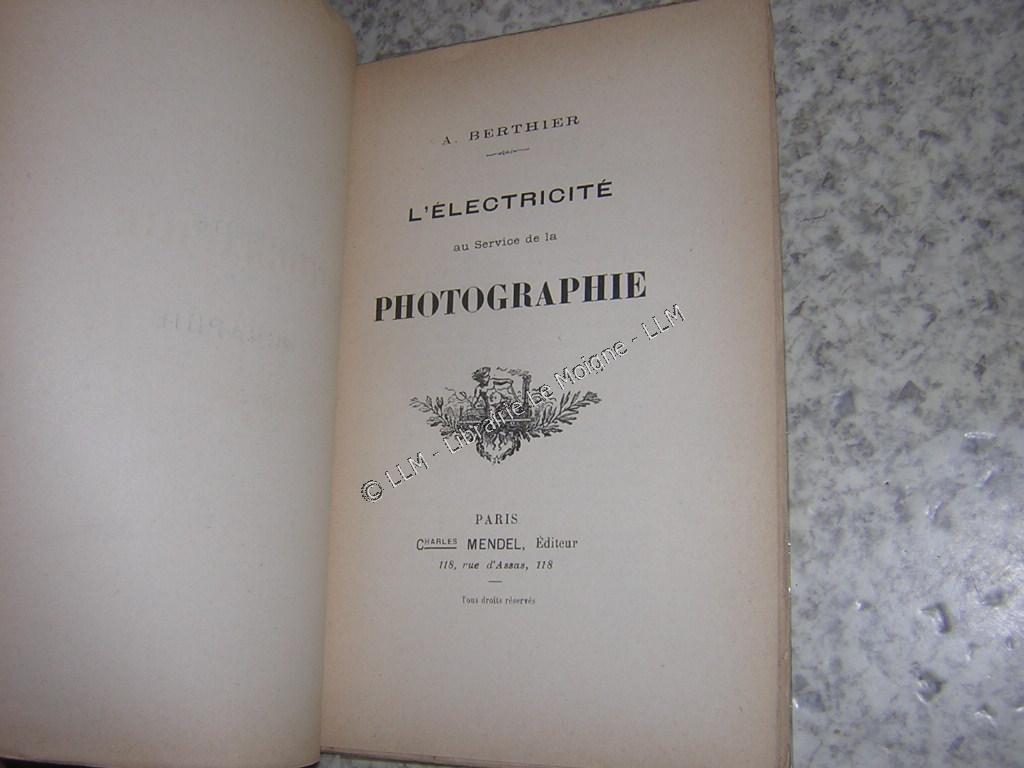 A. BERTHIER
L'ÉLECTRICITÉ
au Service de la
PHOTOGRAPHIE
© LLM - Librairie Le Moigne - LLM
PARIS
CHARLES MENDEL, Éditeur
118, rue d'Assas, 118
Tous droits réservés